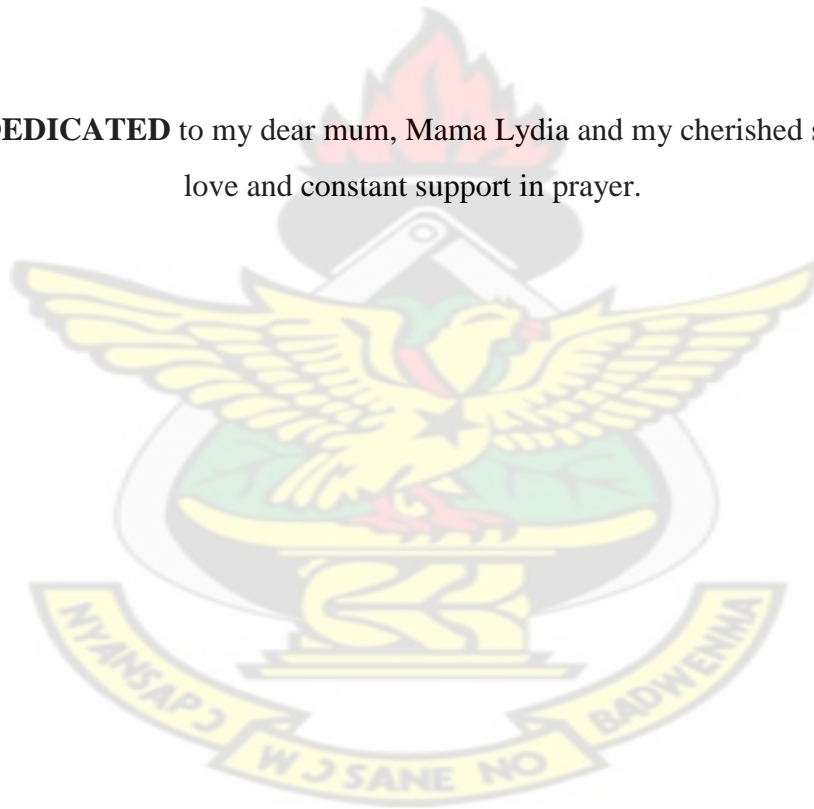 DEDICATED to my dear mum, Mama Lydia and my cherished
love and constant support in prayer.
NYANSAPƆ WƆSANE NO BADWENMA